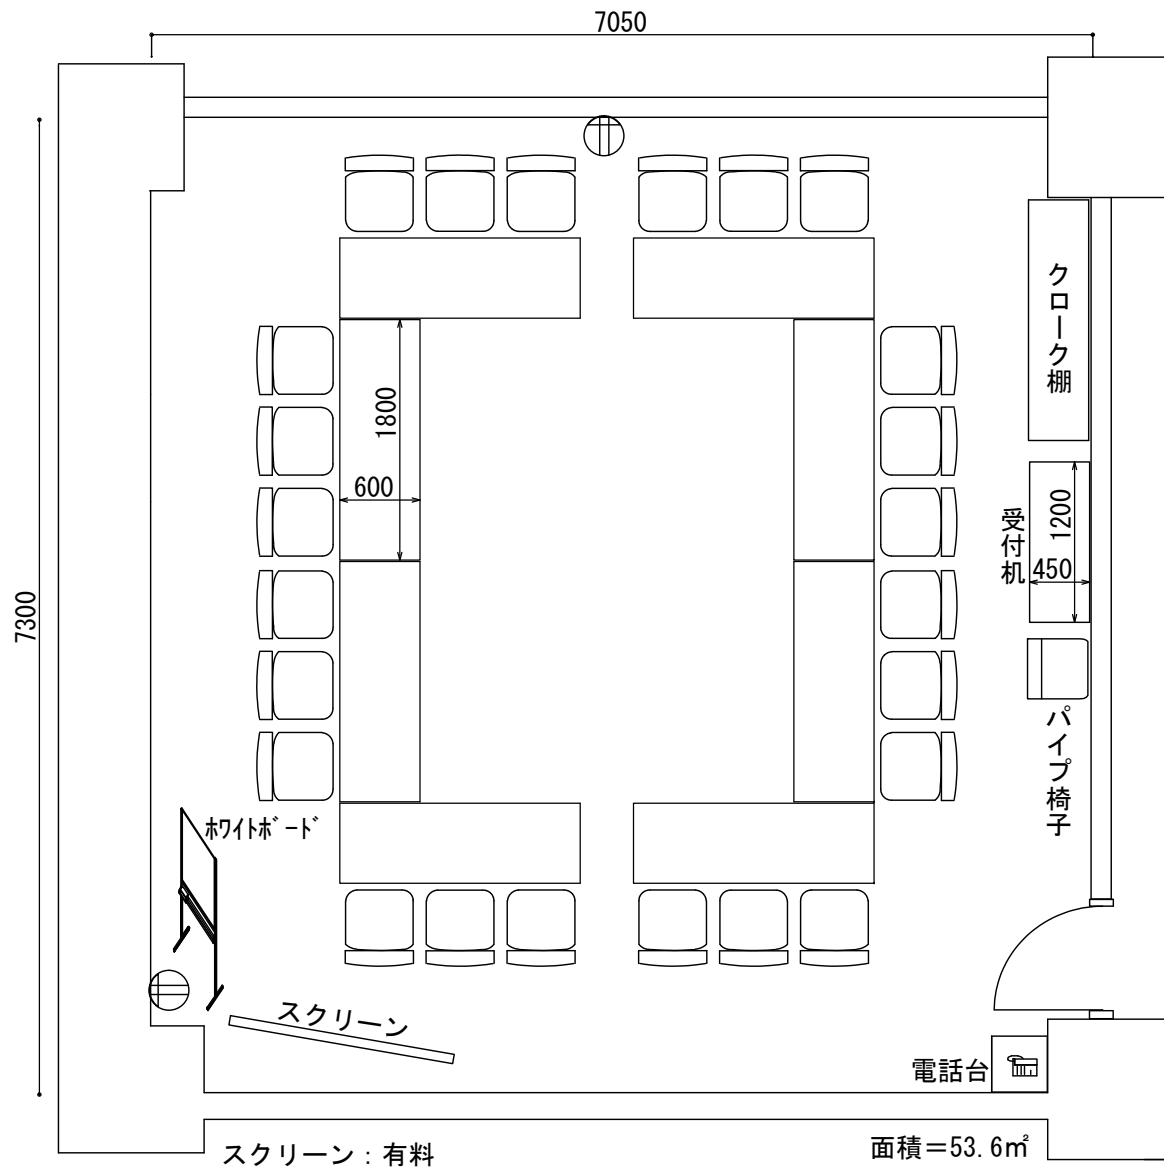 7050
クローク棚
1800
600
受付机
1200
450
7300
パイプ椅子
ﾎﾜｲﾄﾎﾞｰﾄﾞ
スクリーン
電話台
スクリーン：有料
面積＝53.6㎡